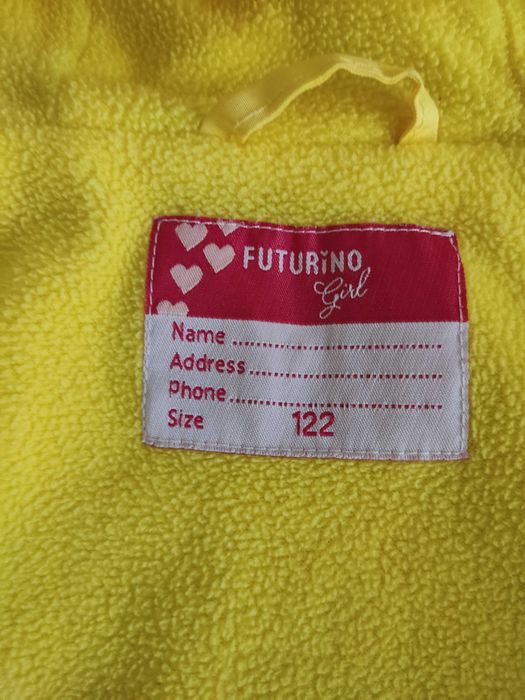 FUTURiNO
Girl
Name
Address
Phone
Size 122